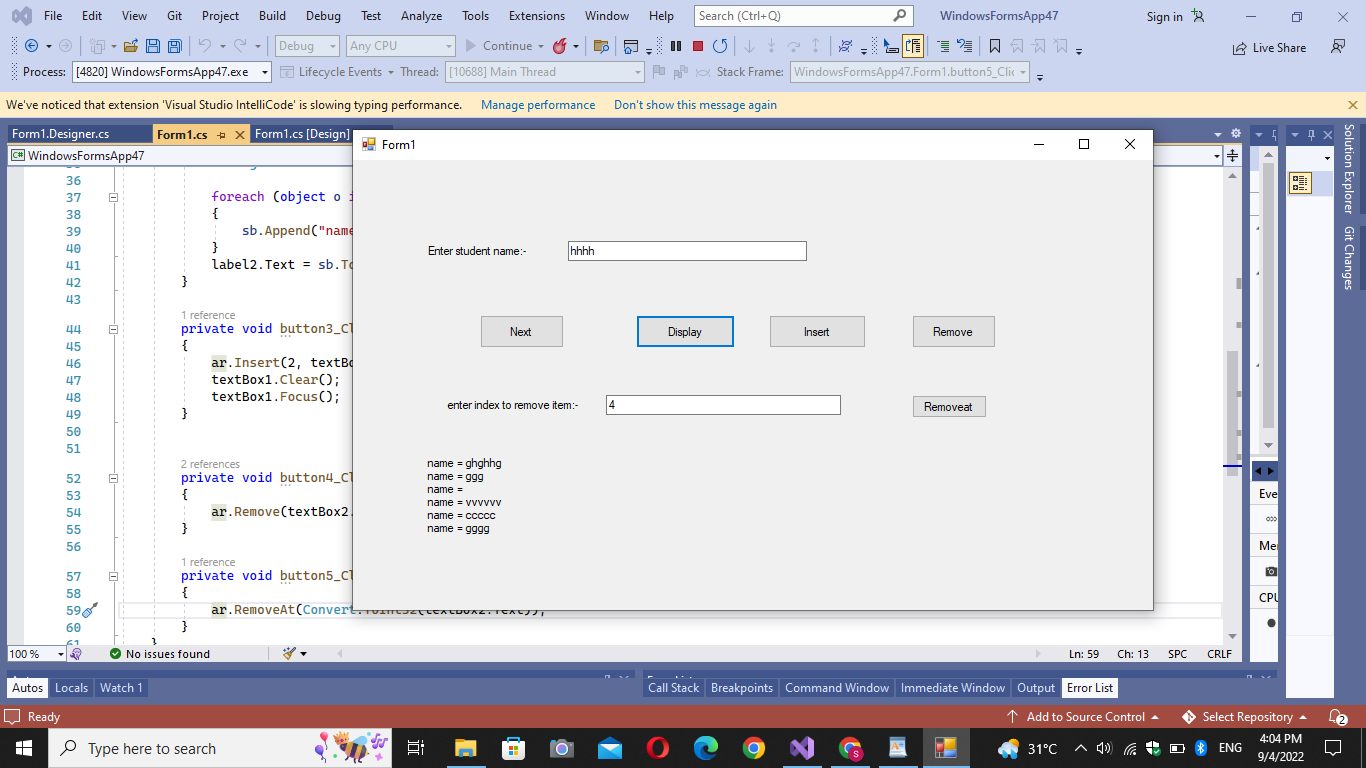 File Edit View Git Project Build Debug Test Analyze Tools Extensions Window Help Search (Ctrl+Q) WindowsFormsApp47 Sign in
Debug Any CPU Continue Live Share
Process: [4820] WindowsFormsApp47.exe Lifecycle Events Thread: [10688] Main Thread Stack Frame: WindowsFormsApp47.Form1.button5_Clic
We've noticed that extension 'Visual Studio IntelliCode' is slowing typing performance. Manage performance Don't show this message again
Form1.Designer.cs Form1.cs Form1.cs [Design]
C# WindowsFormsApp47
Form1
Enter student name:- hhhh
Next Display Insert Remove
enter index to remove item:- 4 Removeat
name = ghghhg
name = ggg
name =
name = vvvvvv
name = ccccc
name = gggg
36
37 foreach (object o i
38 {
39 sb.Append("name
40 }
41 label2.Text = sb.To
42 }
43
1 reference
44 private void button3_Cl
45 {
46 ar.Insert(2, textBo
47 textBox1.Clear();
48 textBox1.Focus();
49 }
50
51
2 references
52 private void button4_Cl
53 {
54 ar.Remove(textBox2.
55 }
56
1 reference
57 private void button5_Cl
58 {
59 ar.RemoveAt(Convert.ToInt32(textBox2.Text));
60 }
61 }
Solution Explorer
Git Changes
Eve
Mer
CPU
100 % No issues found Ln: 59 Ch: 13 SPC CRLF
Autos Locals Watch 1 Call Stack Breakpoints Command Window Immediate Window Output Error List
Ready Add to Source Control Select Repository 2
Type here to search 31°C ENG 4:04 PM
9/4/2022